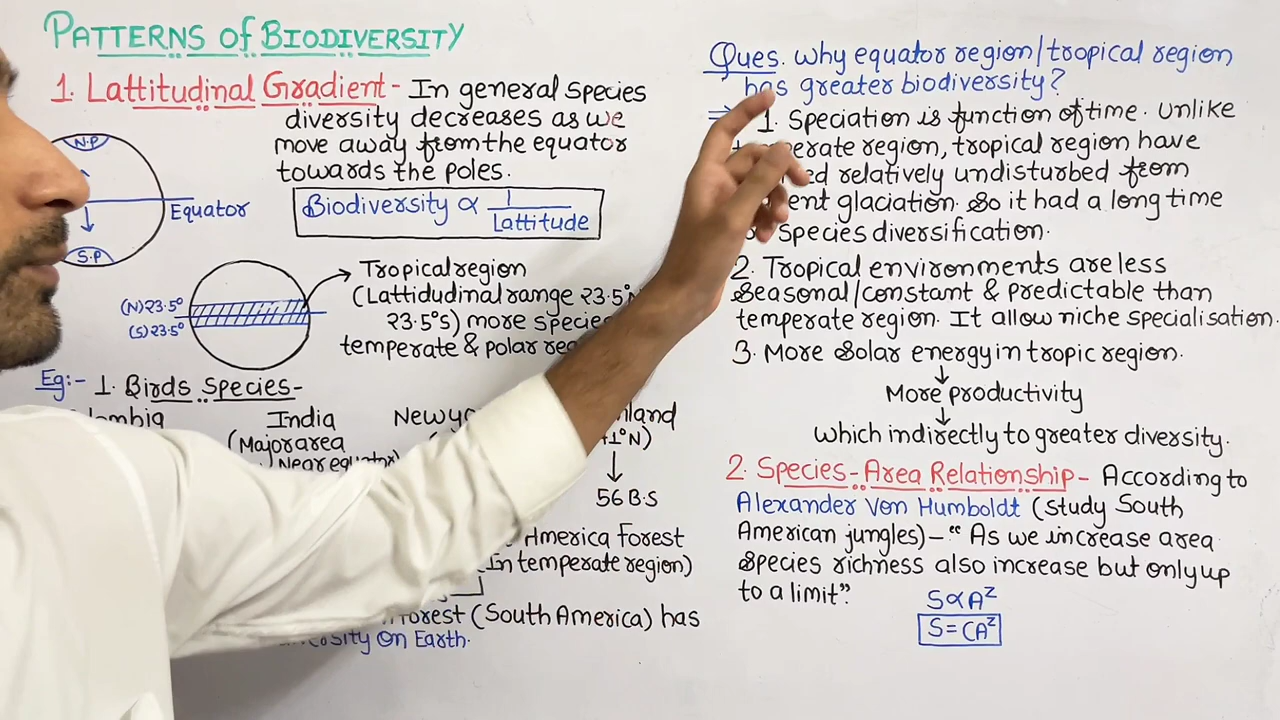 PATTERNS of BIODIVERSITY
1. Lattitudinal Gradient - In general species
diversity decreases as we
move away from the equator
towards the poles.
N.P
Equator
S.P
Biodiversity ∝ 1/Lattitude
(N) 23.5°
(S) 23.5°
Tropical region
(Lattidudinal range 23.5°N
23.5°S) more species
temperate & polar
Eg:- 1. Birds Species-
India
(Major area
Near equator)
56 B.S
America Forest
(In temperate region)
Forest (South America) has
on Earth.
Ques. why equator region/tropical region
has greater biodiversity?
⇒ 1. Speciation is function of time. Unlike
region, tropical region have
relatively undisturbed from
glaciation. So it had a long time
Species diversification.
2. Tropical environments are less
Seasonal/constant & predictable than
temperate region. It allow niche specialisation.
3. More Solar energy in tropic region.
↓
More productivity
↓
which indirectly to greater diversity.
2. Species-Area Relationship - According to
Alexander Von Humboldt (study South
American jungles) - "As we increase area
Species richness also increase but only up
to a limit".
S ∝ A^Z
S = CA^Z